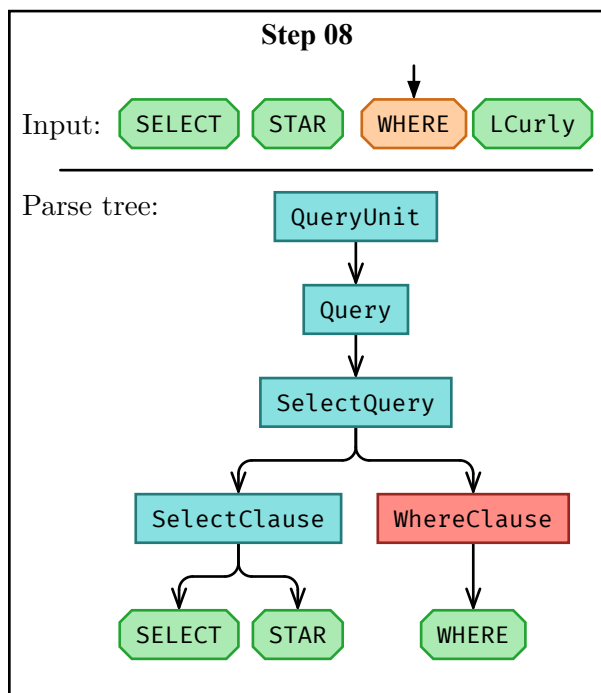 Step 08
Input: SELECT STAR WHERE LCurly
Parse tree:
QueryUnit
Query
SelectQuery
SelectClause WhereClause
SELECT STAR WHERE